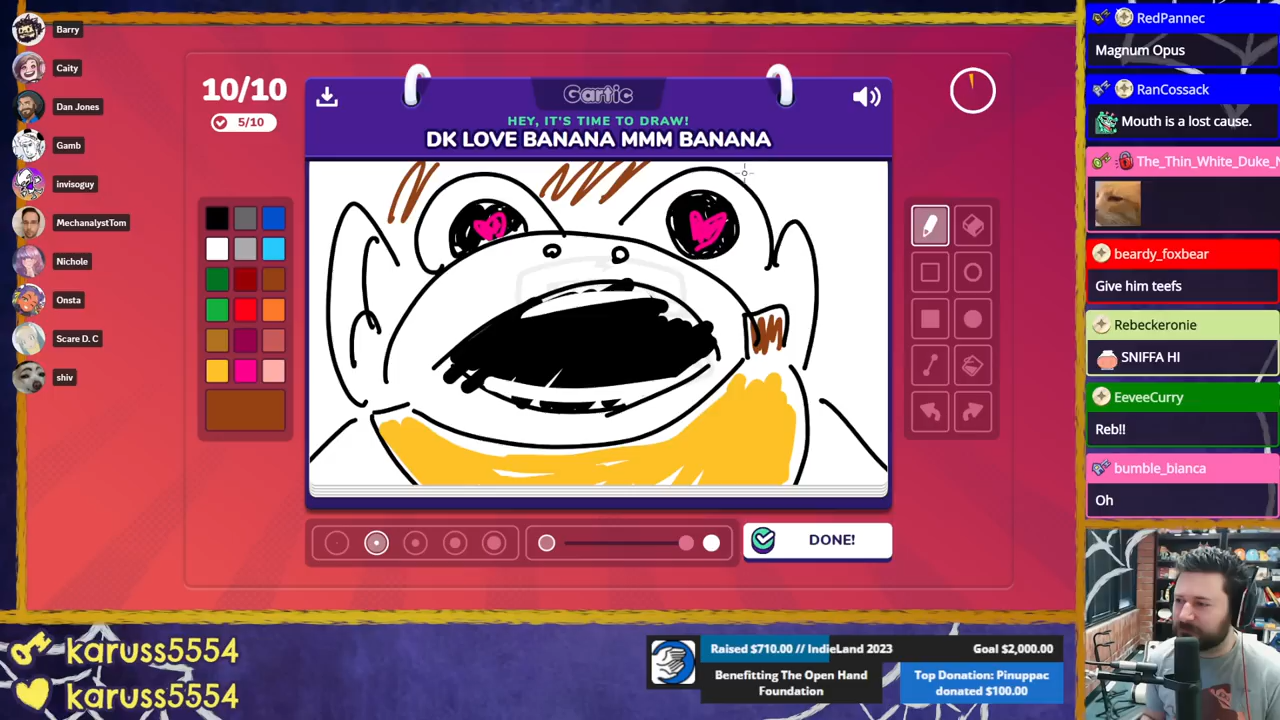 Barry
Caity
Dan Jones
Gamb
invisoguy
MechanalystTom
Nichole
Onsta
Scare D. C
shiv
10/10
5/10
Gartic
HEY, IT'S TIME TO DRAW!
DK LOVE BANANA MMM BANANA
DONE!
RedPannec
Magnum Opus
RanCossack
Mouth is a lost cause.
The_Thin_White_Duke_
beardy_foxbear
Give him teefs
Rebeckeronie
SNIFFA HI
EeveeCurry
Reb!!
bumble_bianca
Oh
karuss5554
karuss5554
Raised $710.00 // IndieLand 2023
Goal $2,000.00
Benefitting The Open Hand
Foundation
Top Donation: Pinuppac
donated $100.00